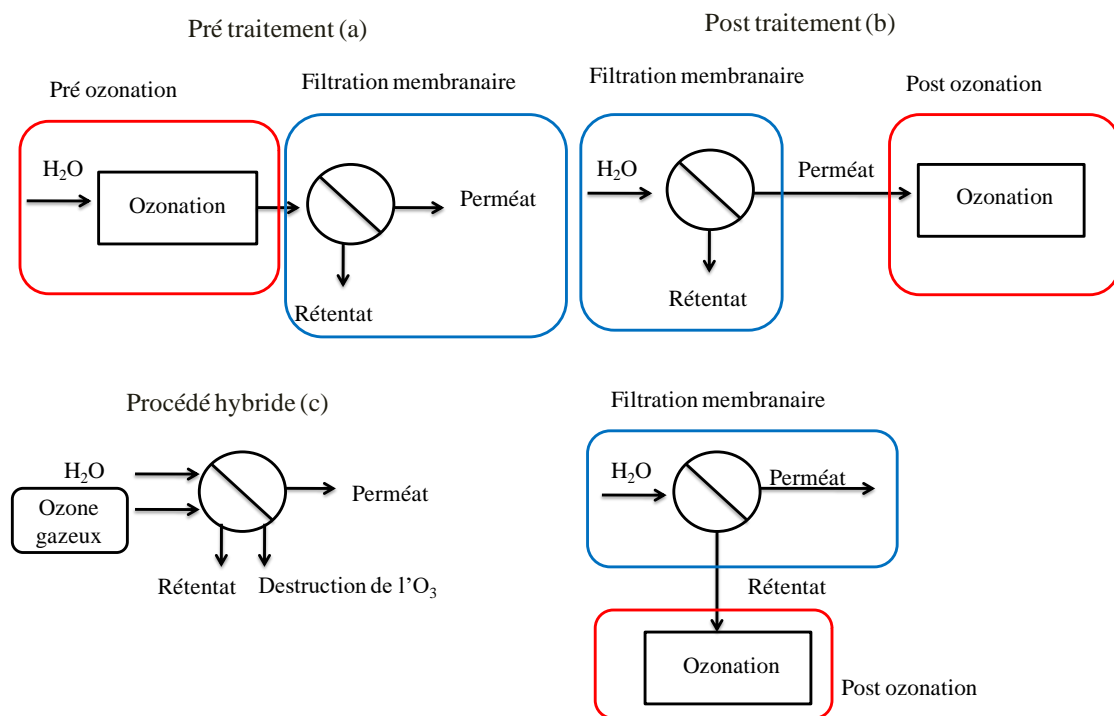 Pré traitement (a)
Pré ozonation
Filtration membranaire
H₂O
Ozonation
Perméat
Rétentat
Post traitement (b)
Filtration membranaire
Post ozonation
H₂O
Perméat
Ozonation
Rétentat
Procédé hybride (c)
H₂O
Ozone
gazeux
Perméat
Rétentat
Destruction de l’O₃
Filtration membranaire
H₂O
Perméat
Rétentat
Ozonation
Post ozonation